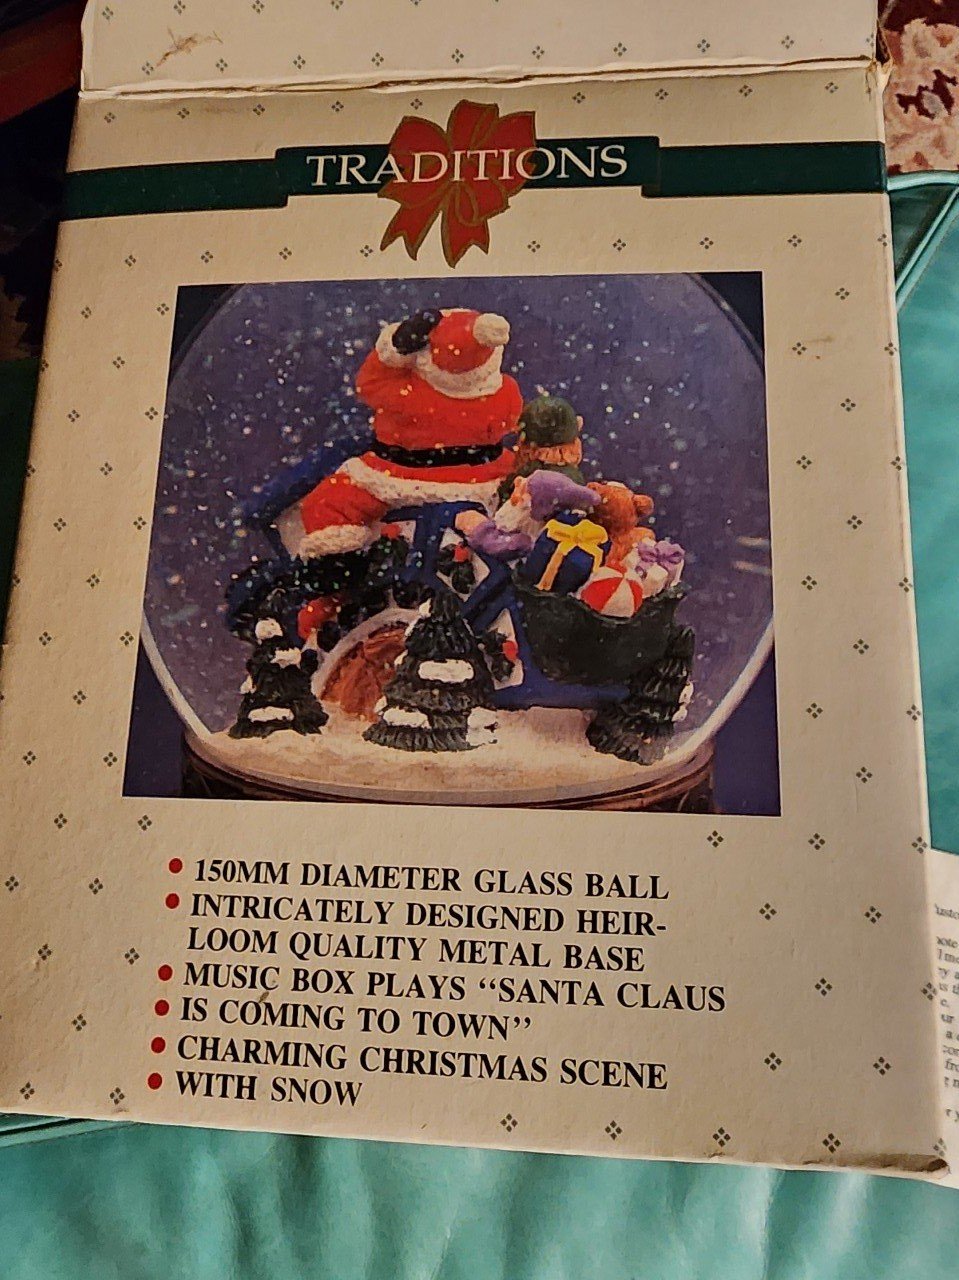 TRADITIONS
150MM DIAMETER GLASS BALL
INTRICATELY DESIGNED HEIR-
LOOM QUALITY METAL BASE
MUSIC BOX PLAYS “SANTA CLAUS
IS COMING TO TOWN”
CHARMING CHRISTMAS SCENE
WITH SNOW